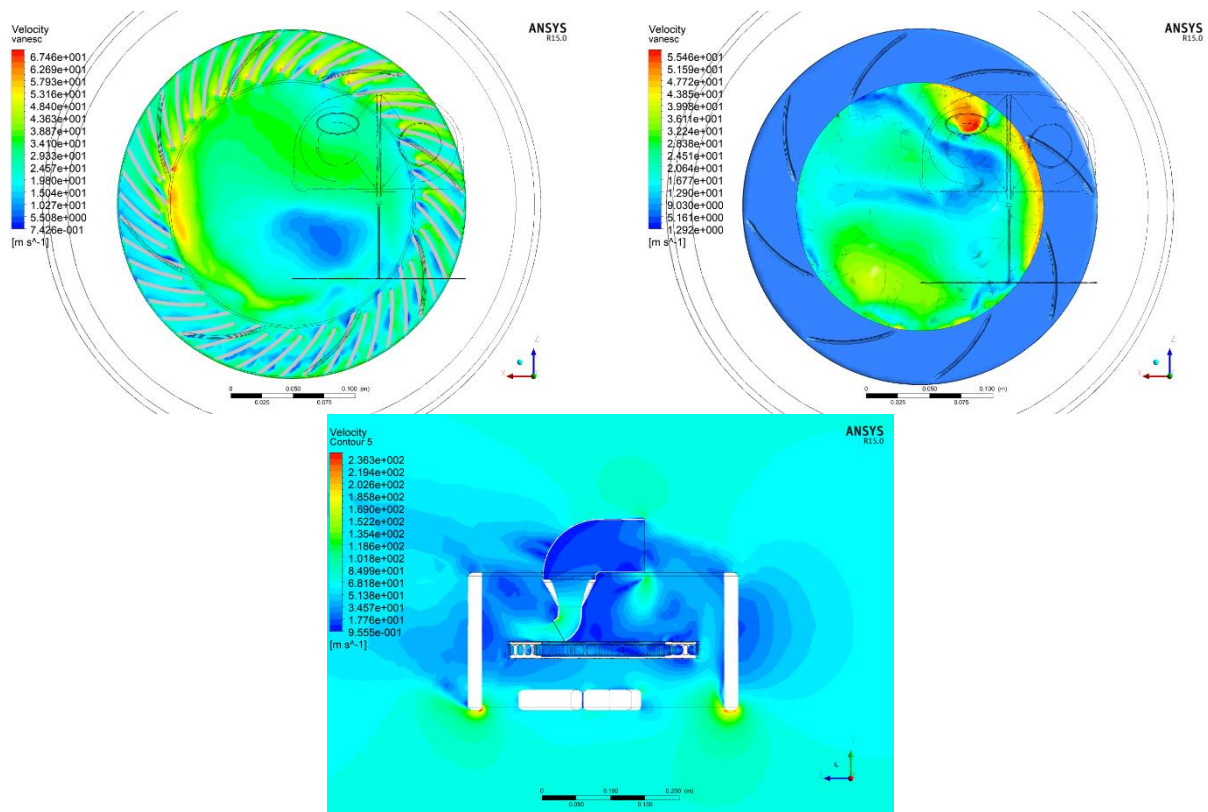 Velocity
vanesc
6.746e+001
6.269e+001
5.793e+001
4.840e+001
4.363e+001
3.887e+001
3.410e+001
2.934e+001
2.457e+001
1.980e+001
1.504e+001
1.027e+001
5.508e+000
7.426e-001
[m s^-1]
ANSYS
R15.0
Z
X
0 0.050 0.100 (m)
0.025 0.075
Velocity
vanesc
5.546e+001
5.159e+001
4.772e+001
4.385e+001
3.998e+001
3.611e+001
3.224e+001
2.838e+001
2.451e+001
2.064e+001
1.677e+001
1.290e+001
9.030e+000
5.161e+000
1.292e+000
[m s^-1]
ANSYS
R15.0
Z
X
0 0.050 0.100 (m)
0.025 0.075
Velocity
Contour 5
2.363e+002
2.194e+002
2.026e+002
1.858e+002
1.690e+002
1.522e+002
1.354e+002
1.186e+002
1.018e+002
8.499e+001
6.818e+001
5.138e+001
3.457e+001
1.776e+001
9.555e-001
[m s^-1]
ANSYS
R15.0
0 0.100 0.200 (m)
0.050 0.150